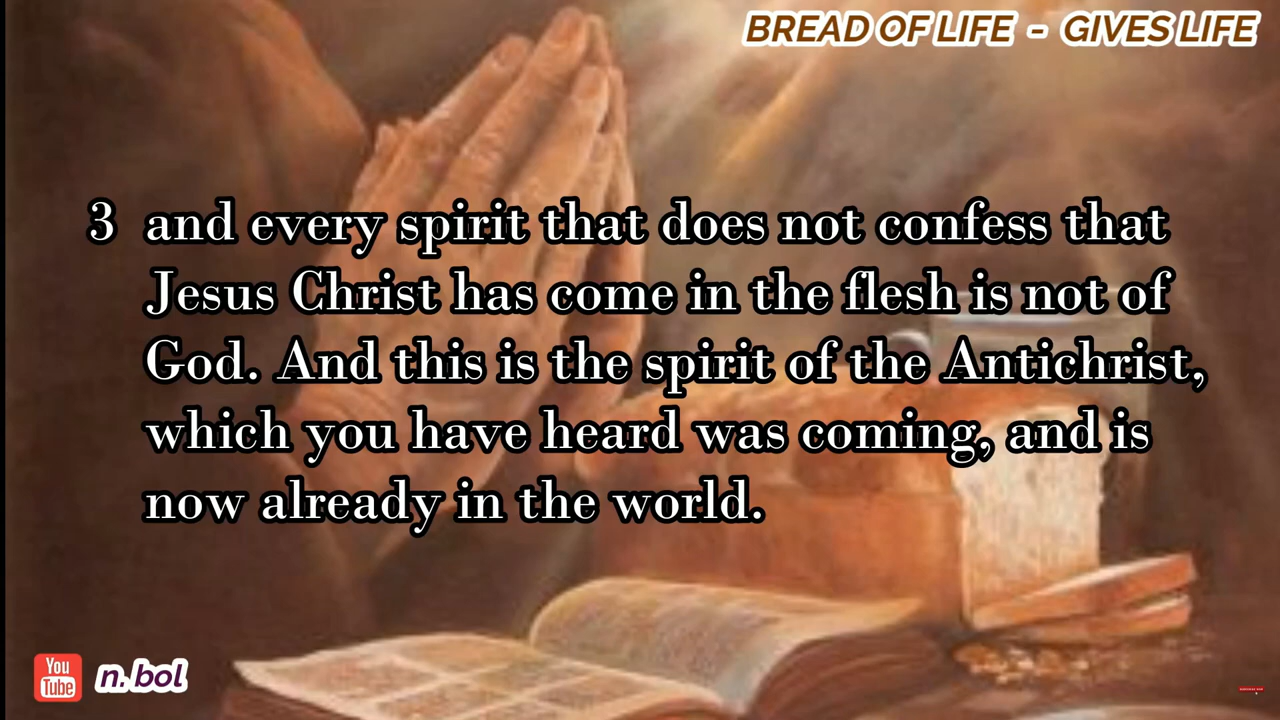 BREAD OF LIFE - GIVES LIFE
3 and every spirit that does not confess that
Jesus Christ has come in the flesh is not of
God. And this is the spirit of the Antichrist,
which you have heard was coming, and is
now already in the world.
You
Tube
n. bol